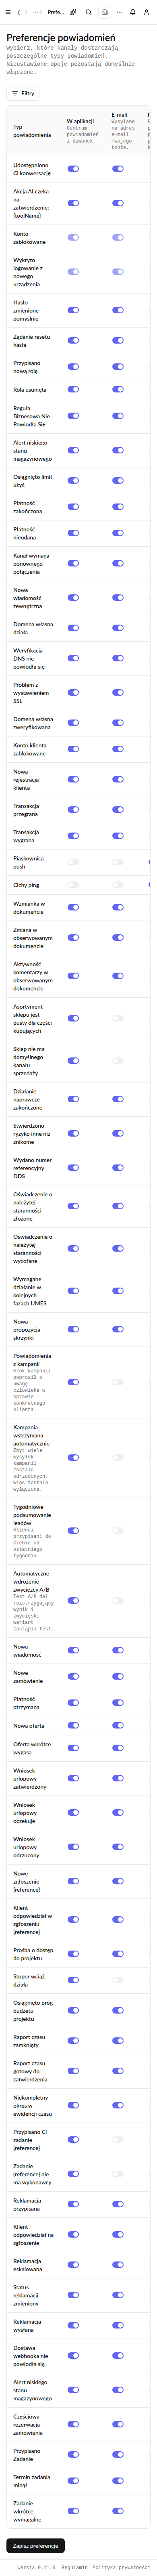 Prefe...
Preferencje powiadomień
Wybierz, które kanały dostarczają
poszczególne typy powiadomień.
Nieustawione opcje pozostają domyślnie
włączone.
Filtry
Typ
powiadomienia
W aplikacji
Centrum
powiadomień
i dzwonek.
E-mail
Wysyłane
na adres
e-mail
Twojego
konta.
Udostępniono
Ci konwersację
Akcja AI czeka
na
zatwierdzenie:
{toolName}
Konto
zablokowane
Wykryto
logowanie z
nowego
urządzenia
Hasło
zmienione
pomyślnie
Żądanie resetu
hasła
Przypisano
nową rolę
Rola usunięta
Reguła
Biznesowa Nie
Powiodła Się
Alert niskiego
stanu
magazynowego
Osiągnięto limit
użyć
Płatność
zakończona
Płatność
nieudana
Kanał wymaga
ponownego
połączenia
Nowa
wiadomość
zewnętrzna
Domena własna
działa
Weryfikacja
DNS nie
powiodła się
Problem z
wystawieniem
SSL
Domena własna
zweryfikowana
Konto klienta
zablokowane
Nowa
rejestracja
klienta
Transakcja
przegrana
Transakcja
wygrana
Piaskownica
push
Cichy ping
Wzmianka w
dokumencie
Zmiana w
obserwowanym
dokumencie
Aktywność
komentarzy w
obserwowanym
dokumencie
Asortyment
sklepu jest
pusty dla części
kupujących
Sklep nie ma
domyślnego
kanału
sprzedaży
Działanie
naprawcze
zakończone
Stwierdzono
ryzyko inne niż
znikome
Wydano numer
referencyjny
DDS
Oświadczenie o
należytej
staranności
złożone
Oświadczenie o
należytej
staranności
wycofane
Wymagane
działanie w
kolejnych
fazach UMES
Nowa
propozycja
skrzynki
Powiadomienia
z kampanii
Krok kampanii
poprosił o
uwagę
człowieka w
sprawie
konkretnego
klienta.
Kampania
wstrzymana
automatycznie
Zbyt wiele
wysyłek
kampanii
zostało
odrzuconych,
więc została
wyłączona.
Tygodniowe
podsumowanie
leadów
Klienci
przypisani do
Ciebie od
ostatniego
tygodnia.
Automatyczne
wdrożenie
zwycięzcy A/B
Test A/B dał
rozstrzygający
wynik i
zwycięski
wariant
zastąpił test.
Nowa
wiadomość
Nowe
zamówienie
Płatność
otrzymana
Nowa oferta
Oferta wkrótce
wygasa
Wniosek
urlopowy
zatwierdzony
Wniosek
urlopowy
oczekuje
Wniosek
urlopowy
odrzucony
Nowe
zgłoszenie
{reference}
Klient
odpowiedział w
zgłoszeniu
{reference}
Prośba o dostęp
do projektu
Stoper wciąż
działa
Osiągnięto próg
budżetu
projektu
Raport czasu
zamknięty
Raport czasu
gotowy do
zatwierdzenia
Niekompletny
okres w
ewidencji czasu
Przypisano Ci
zadanie
{reference}
Zadanie
{reference} nie
ma wykonawcy
Reklamacja
przypisana
Klient
odpowiedział na
zgłoszenie
Reklamacja
eskalowana
Status
reklamacji
zmieniony
Reklamacja
wysłana
Dostawa
webhooka nie
powiodła się
Alert niskiego
stanu
magazynowego
Częściowa
rezerwacja
zamówienia
Przypisano
Zadanie
Termin zadania
minął
Zadanie
wkrótce
wymagalne
Zapisz preferencje
Wersja 0.11.0 Regulamin Polityka prywatności